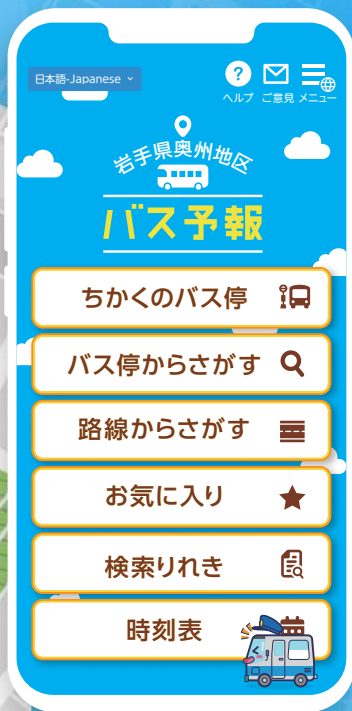 日本語-Japanese
ヘルプ ご意見 メニュー
岩手県奥州地区
バス予報
ちかくのバス停
バス停からさがす
路線からさがす
お気に入り
検索りれき
時刻表